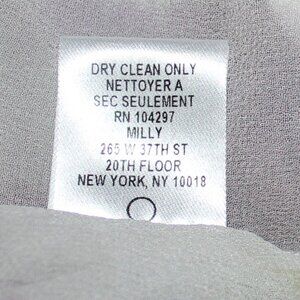 DRY CLEAN ONLY
NETTOYER A
SEC SEULEMENT
RN 104297
MILLY
265 W 37TH ST
20TH FLOOR
NEW YORK, NY 10018